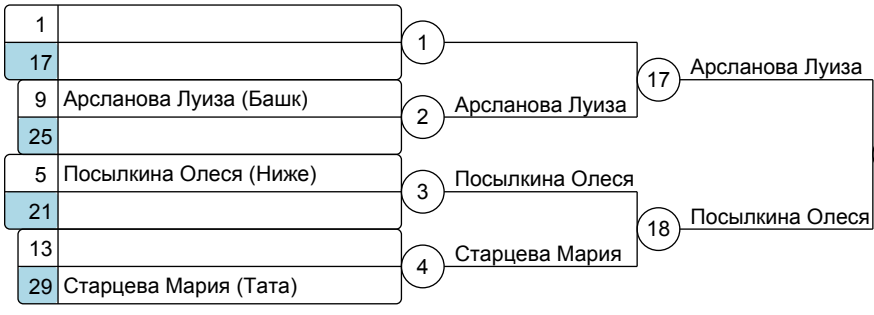 1
17
1
9 Арсланова Луиза (Башк)
25
2
Арсланова Луиза
17
Арсланова Луиза
5 Посылкина Олеся (Ниже)
21
3
Посылкина Олеся
13
29 Старцева Мария (Тата)
4
Старцева Мария
18
Посылкина Олеся